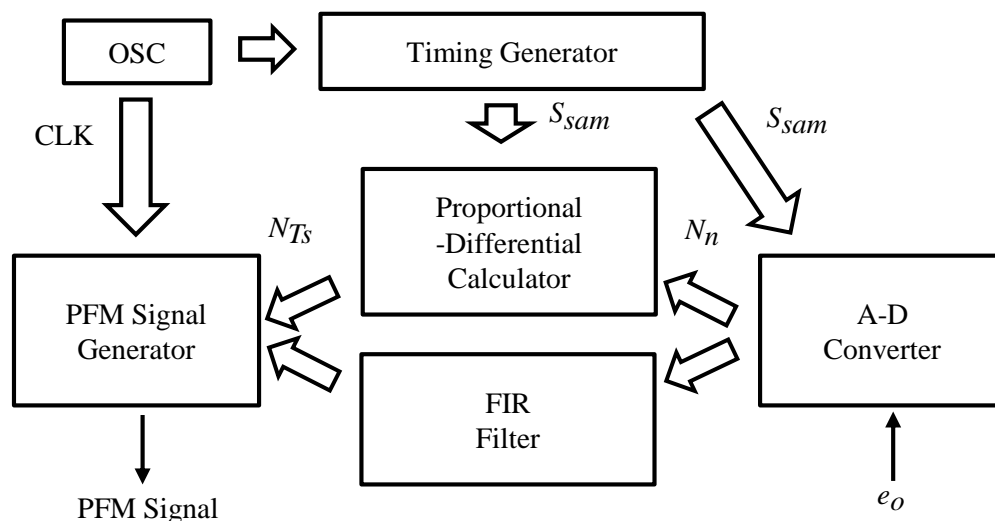 OSC
Timing Generator
CLK
S_sam
S_sam
Proportional
-Differential
Calculator
N_Ts
N_n
PFM Signal
Generator
A-D
Converter
FIR
Filter
PFM Signal
e_o